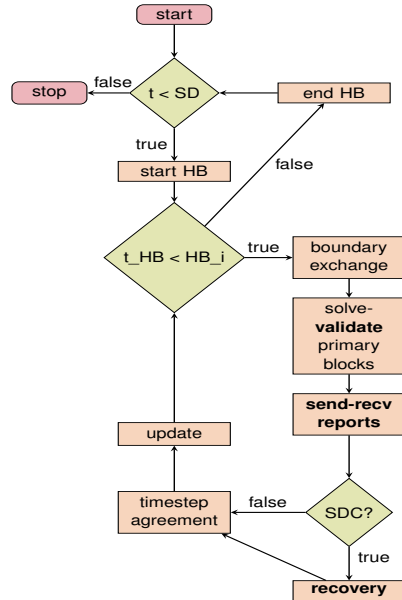 start
t < SD
false
stop
end HB
true
start HB
false
t_HB < HB_i
true
boundary
exchange
solve-
validate
primary
blocks
send-recv
reports
update
timestep
agreement
false
SDC?
true
recovery